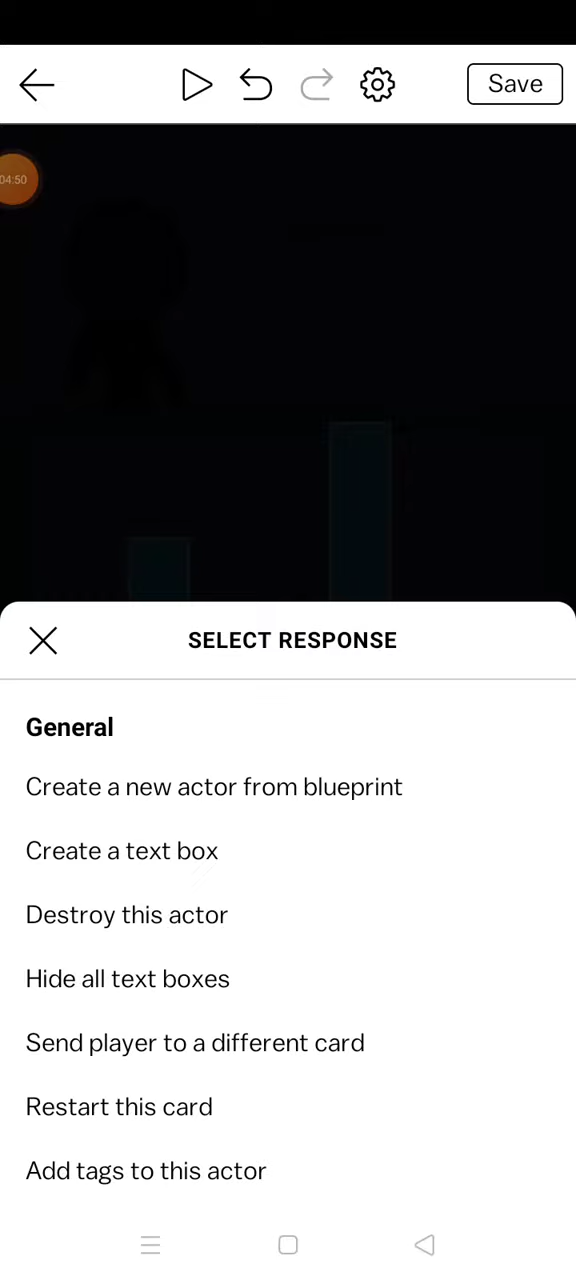 Save
04:50
SELECT RESPONSE
General
Create a new actor from blueprint
Create a text box
Destroy this actor
Hide all text boxes
Send player to a different card
Restart this card
Add tags to this actor